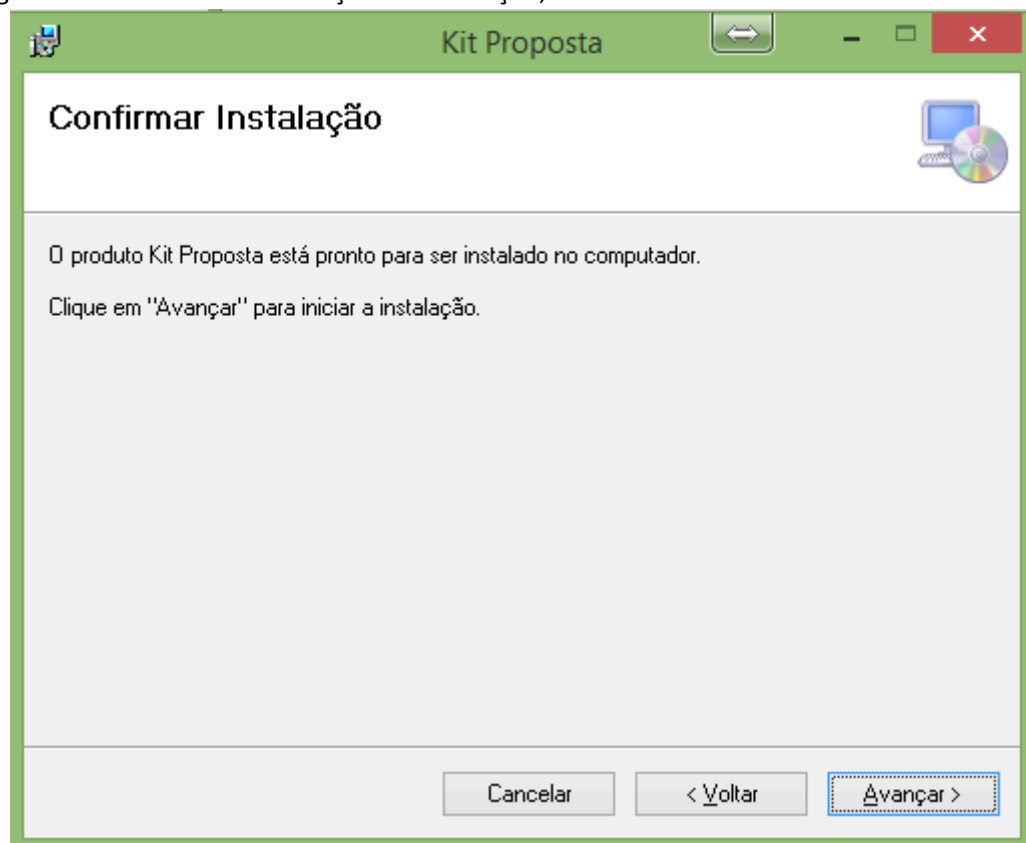 Kit Proposta
Confirmar Instalação
O produto Kit Proposta está pronto para ser instalado no computador.
Clique em "Avançar" para iniciar a instalação.
Cancelar
< Voltar
Avançar >